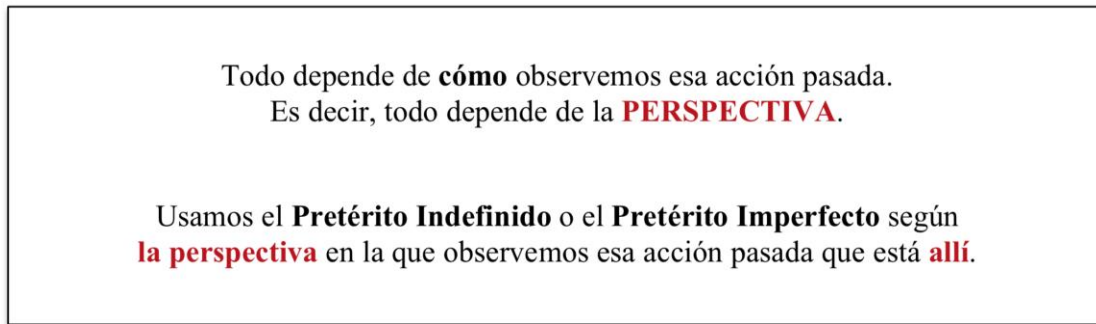 Todo depende de cómo observemos esa acción pasada.
Es decir, todo depende de la PERSPECTIVA.
Usamos el Pretérito Indefinido o el Pretérito Imperfecto según
la perspectiva en la que observemos esa acción pasada que está allí.